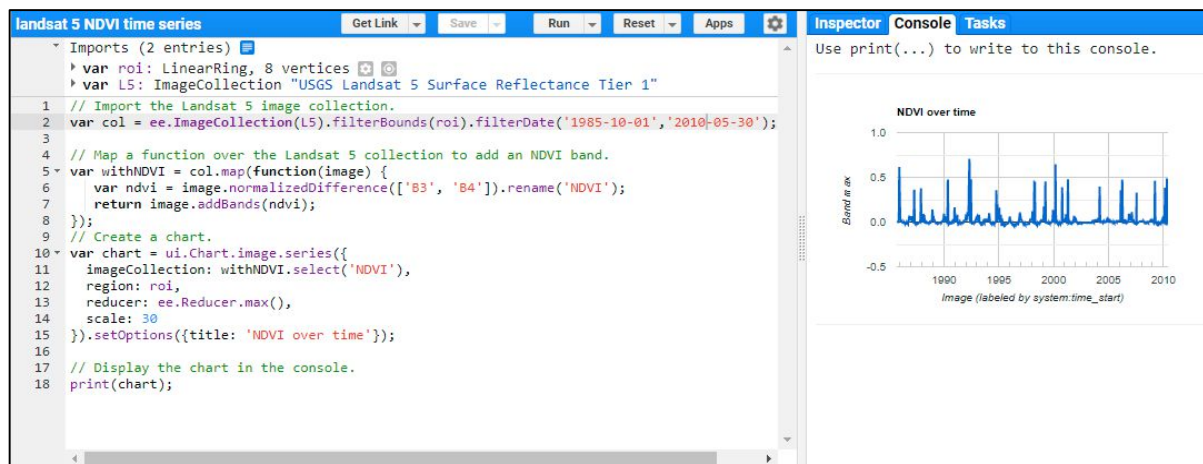 landsat 5 NDVI time series
Get Link
Save
Run
Reset
Apps
Imports (2 entries)
var roi: LinearRing, 8 vertices
var L5: ImageCollection "USGS Landsat 5 Surface Reflectance Tier 1"
1 // Import the Landsat 5 image collection.
2 var col = ee.ImageCollection(L5).filterBounds(roi).filterDate('1985-10-01','2010-05-30');
3
4 // Map a function over the Landsat 5 collection to add an NDVI band.
5 var withNDVI = col.map(function(image) {
6 var ndvi = image.normalizedDifference(['B3', 'B4']).rename('NDVI');
7 return image.addBands(ndvi);
8 });
9 // Create a chart.
10 var chart = ui.Chart.image.series({
11 imageCollection: withNDVI.select('NDVI'),
12 region: roi,
13 reducer: ee.Reducer.max(),
14 scale: 30
15 }).setOptions({title: 'NDVI over time'});
16
17 // Display the chart in the console.
18 print(chart);
Inspector Console Tasks
Use print(...) to write to this console.
NDVI over time
Band max
1.0
0.5
0.0
-0.5
1990 1995 2000 2005 2010
Image (labeled by system:time_start)